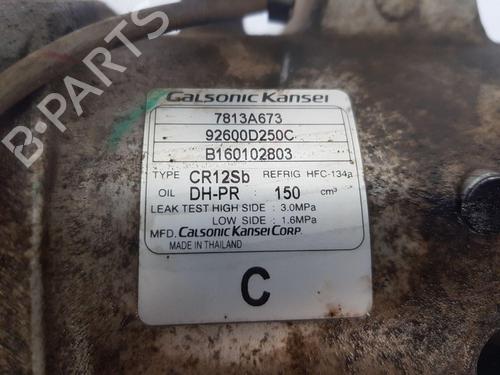 Calsonic Kansei
7813A673
92600D250C
B160102803
TYPE CR12Sb REFRIG HFC-134a
OIL DH-PR : 150 cm³
LEAK TEST HIGH SIDE : 3.0MPa
LOW SIDE : 1.6MPa
MFD. CALSONIC KANSEI CORP.
MADE IN THAILAND
C
B-PARTS